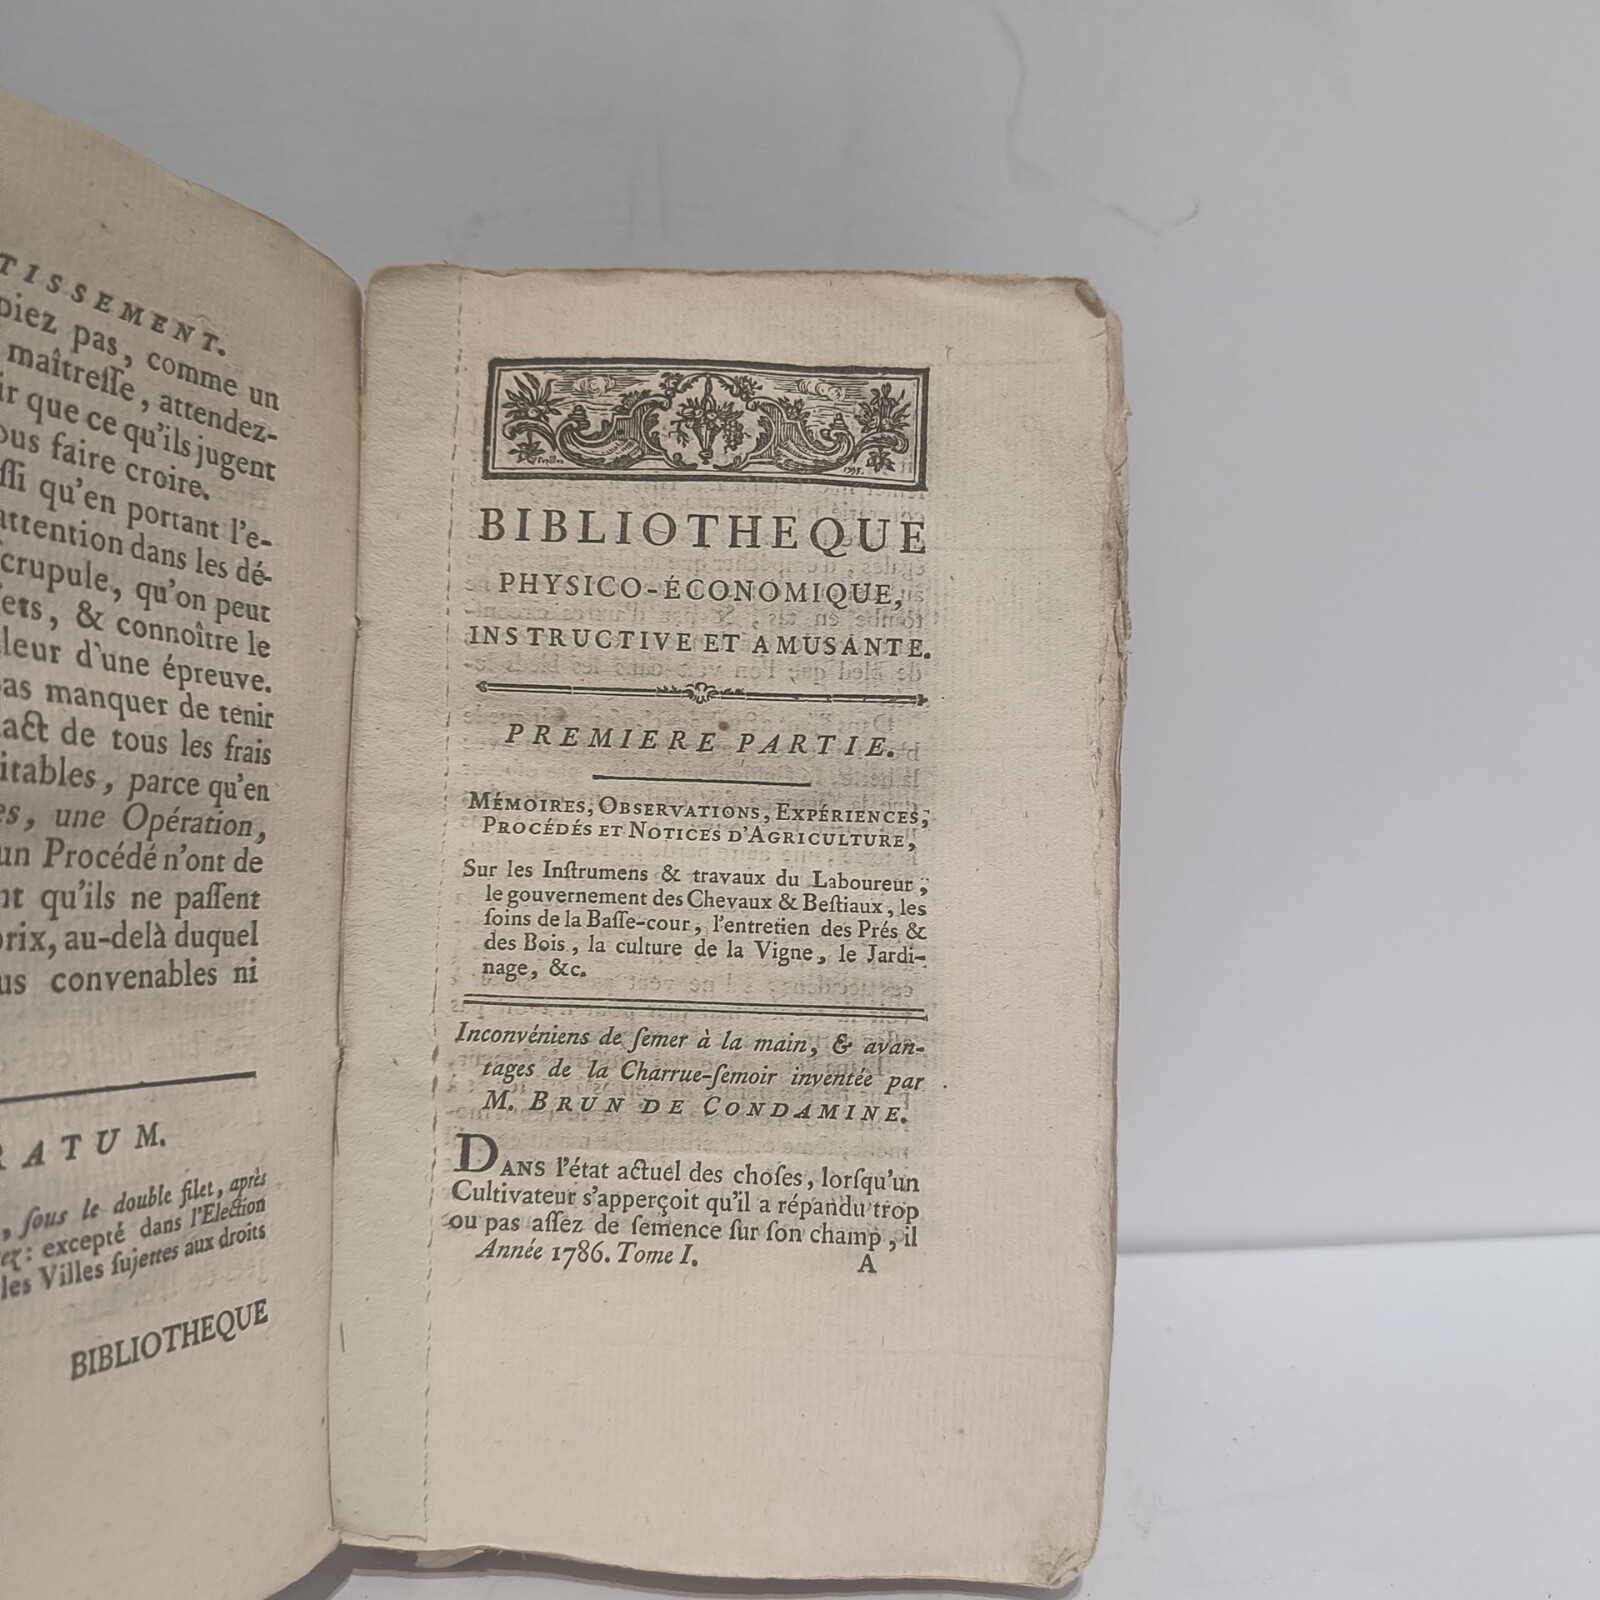 TISSEMENT.
piez pas, comme un
maîtreſſe, attendez-
ir que ce qu'ils jugent
ous faire croire.
ſſi qu'en portant l'e-
attention dans les dé-
crupule, qu'on peut
ets, & connoître le
leur d'une épreuve.
pas manquer de tenir
act de tous les frais
itables, parce qu'en
es, une Opération,
un Procédé n'ont de
nt qu'ils ne paſſent
prix, au-delà duquel
us convenables ni
RATUM.
, ſous le double filet, après
ez: excepté dans l'Election
les Villes ſujettes aux droits
BIBLIOTHEQUE
BIBLIOTHEQUE
PHYSICO-ÉCONOMIQUE,
INSTRUCTIVE ET AMUSANTE.
PREMIERE PARTIE.
MÉMOIRES, OBSERVATIONS, EXPÉRIENCES,
PROCÉDÉS ET NOTICES D'AGRICULTURE,
Sur les Inſtrumens & travaux du Laboureur,
le gouvernement des Chevaux & Beſtiaux, les
ſoins de la Baſſe-cour, l'entretien des Prés &
des Bois, la culture de la Vigne, le Jardi-
nage, &c.
Inconvéniens de ſemer à la main, & avan-
tages de la Charrue-ſemoir inventée par
M. BRUN DE CONDAMINE.
DANS l'état actuel des choſes, lorſqu'un
Cultivateur s'apperçoit qu'il a répandu trop
ou pas aſſez de ſemence ſur ſon champ, il
Année 1786. Tome I. A